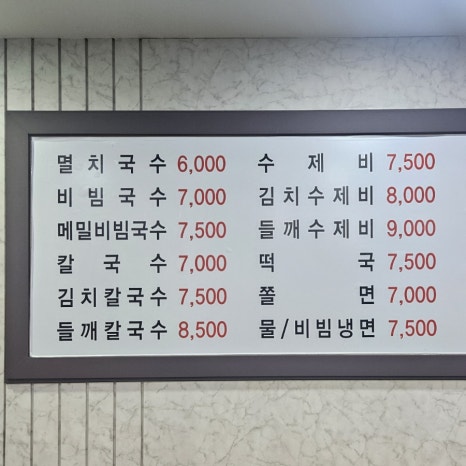 멸치국수 6,000
비빔국수 7,000
메밀비빔국수 7,500
칼국수 7,000
김치칼국수 7,500
들깨칼국수 8,500
수제비 7,500
김치수제비 8,000
들깨수제비 9,000
떡국 7,500
쫄면 7,000
물/비빔냉면 7,500